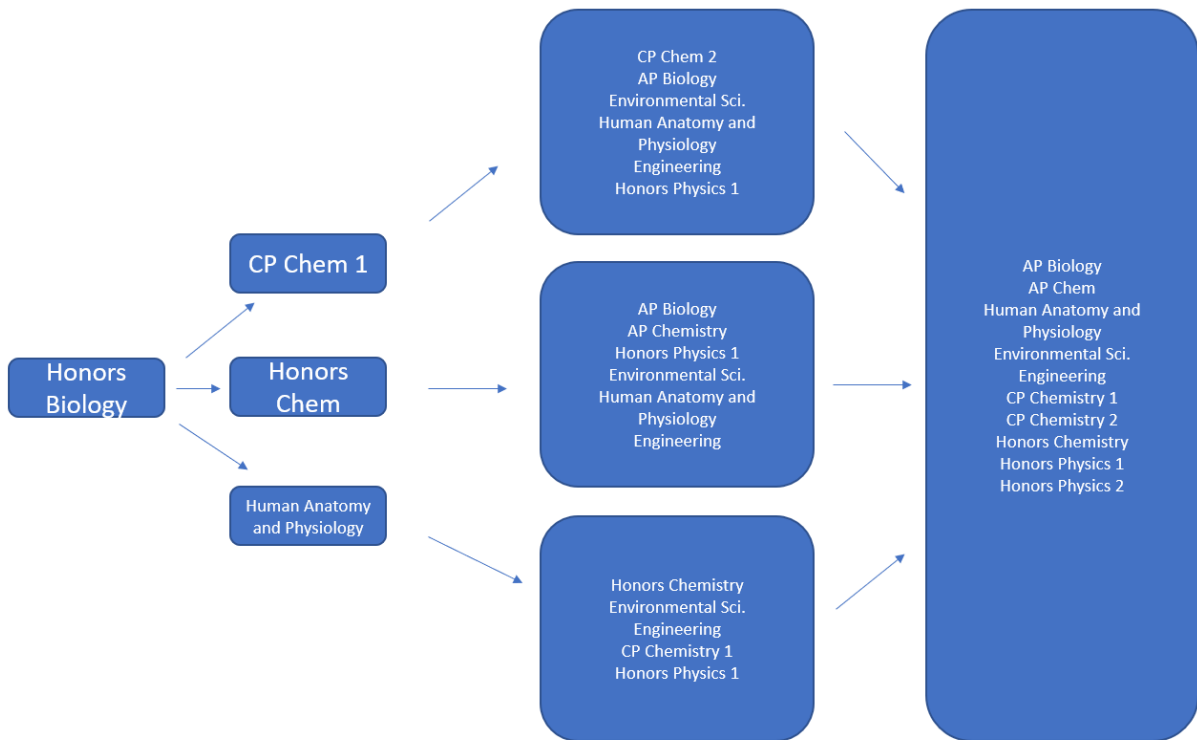 Honors
Biology
CP Chem 1
Honors
Chem
Human Anatomy
and Physiology
CP Chem 2
AP Biology
Environmental Sci.
Human Anatomy and
Physiology
Engineering
Honors Physics 1
AP Biology
AP Chemistry
Honors Physics 1
Environmental Sci.
Human Anatomy and
Physiology
Engineering
Honors Chemistry
Environmental Sci.
Engineering
CP Chemistry 1
Honors Physics 1
AP Biology
AP Chem
Human Anatomy and
Physiology
Environmental Sci.
Engineering
CP Chemistry 1
CP Chemistry 2
Honors Chemistry
Honors Physics 1
Honors Physics 2